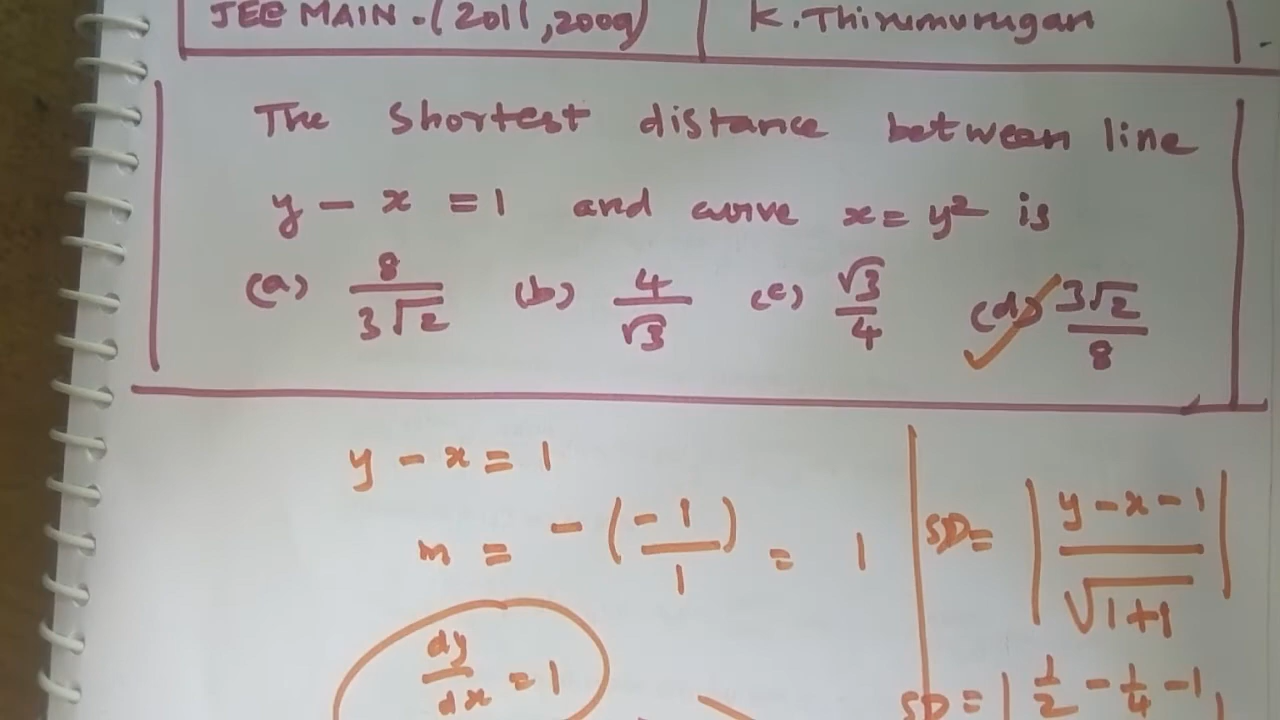 JEE MAIN - (2011, 2009) K. Thirumurugan
The shortest distance between line
y - x = 1 and curve x = y² is
(a) 8/3√2 (b) 4/√3 (c) √3/4 (d) 3√2/8
y - x = 1
m = -(-1/1) = 1
dy/dx = 1
SD = |y-x-1/√1+1|
SD = |1/2 - 1/4 - 1